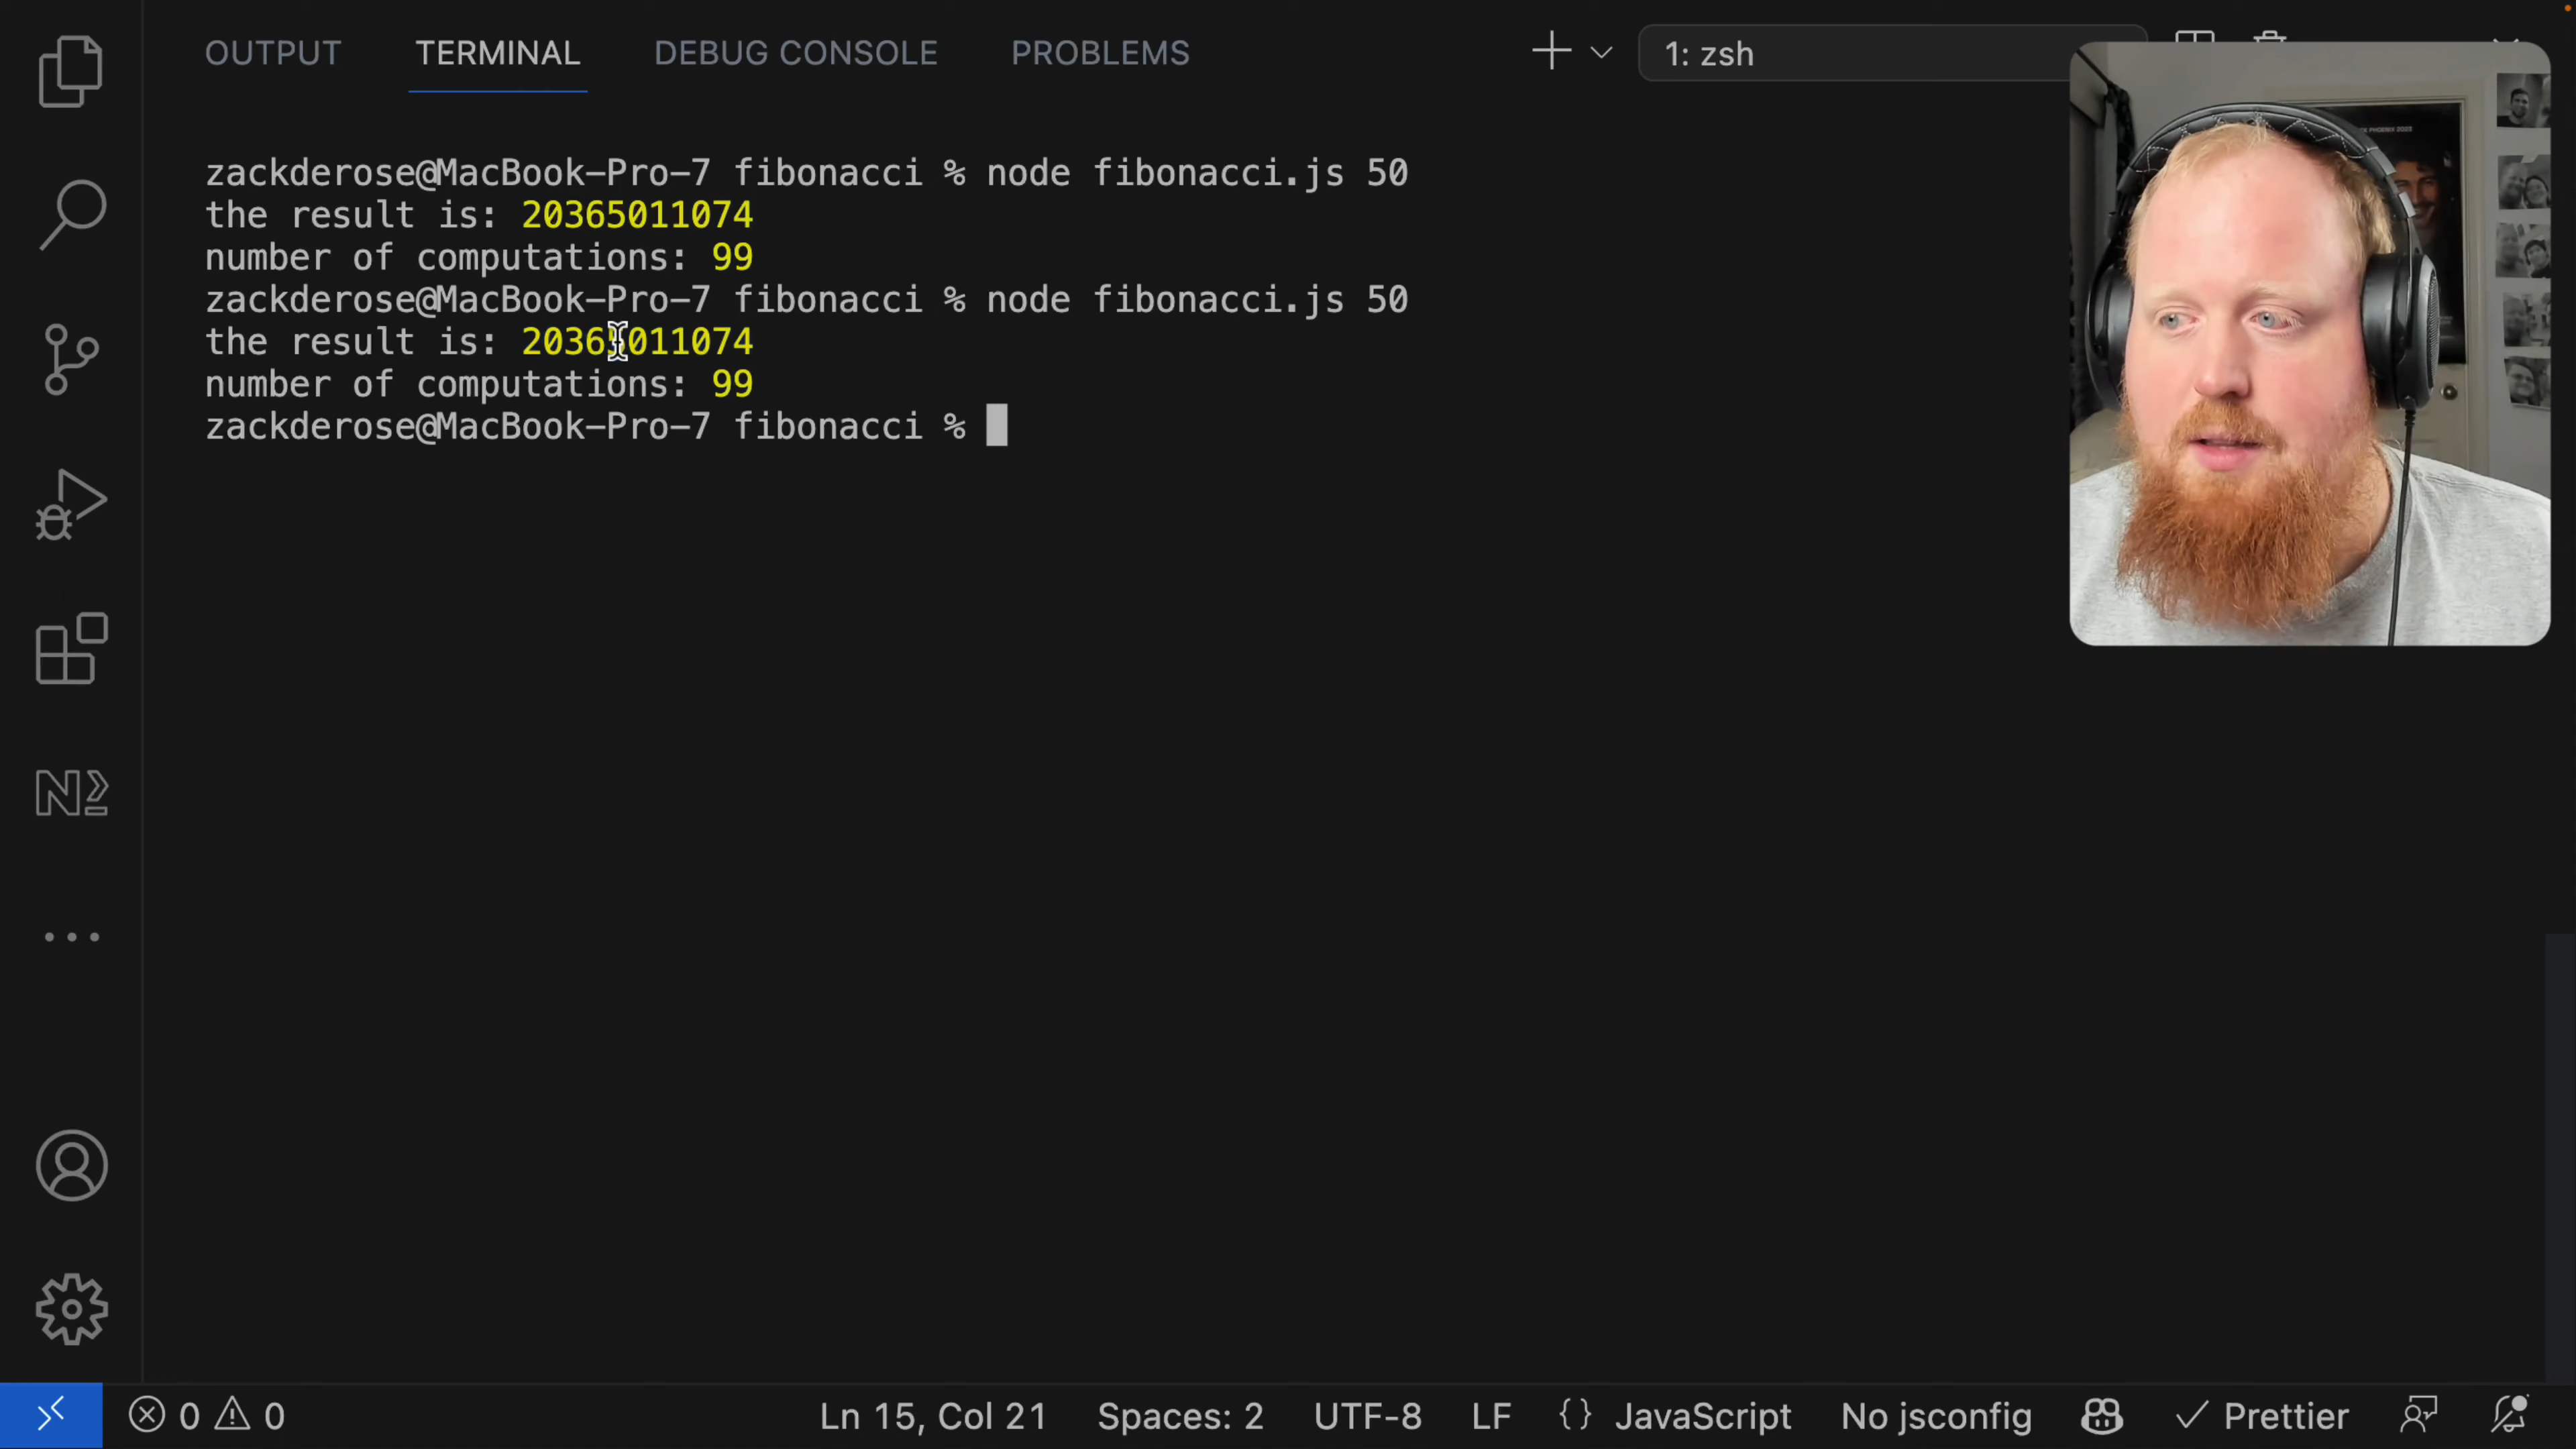 OUTPUT TERMINAL DEBUG CONSOLE PROBLEMS 1: zsh
zackderose@MacBook-Pro-7 fibonacci % node fibonacci.js 50
the result is: 20365011074
number of computations: 99
zackderose@MacBook-Pro-7 fibonacci % node fibonacci.js 50
the result is: 20365011074
number of computations: 99
zackderose@MacBook-Pro-7 fibonacci %
0 0 Ln 15, Col 21 Spaces: 2 UTF-8 LF {} JavaScript No jsconfig Prettier